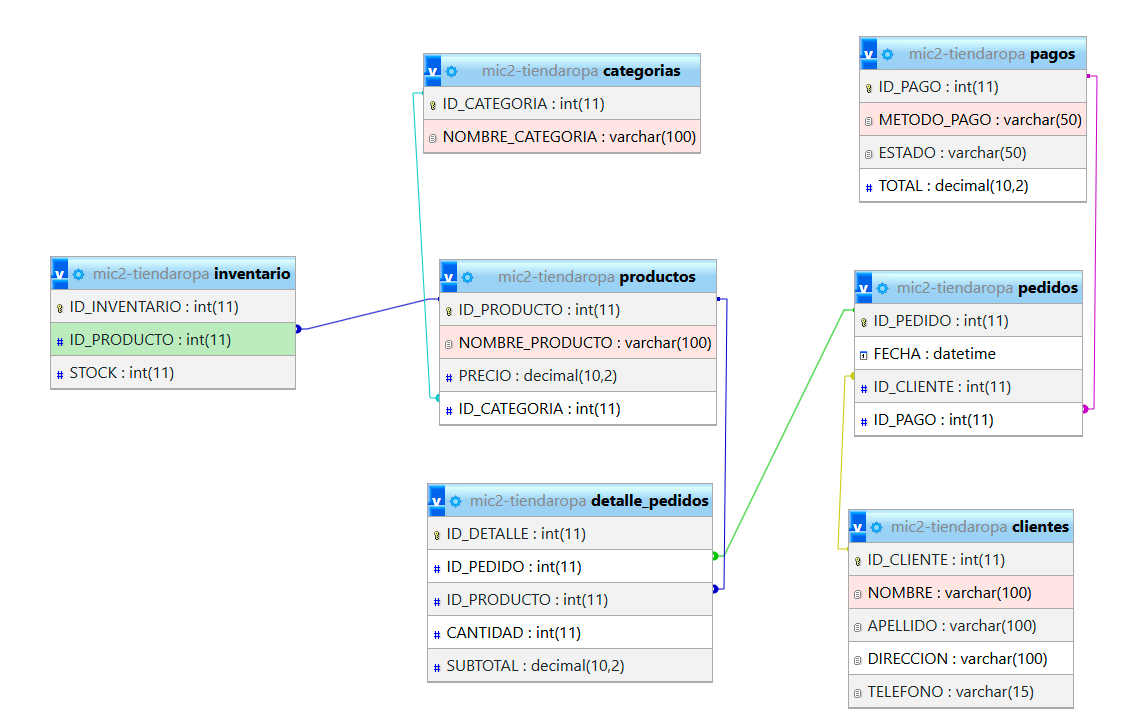 v mic2-tiendaropa categorias
ID_CATEGORIA : int(11)
NOMBRE_CATEGORIA : varchar(100)
v mic2-tiendaropa pagos
ID_PAGO : int(11)
METODO_PAGO : varchar(50)
ESTADO : varchar(50)
# TOTAL : decimal(10,2)
v mic2-tiendaropa inventario
ID_INVENTARIO : int(11)
# ID_PRODUCTO : int(11)
# STOCK : int(11)
v mic2-tiendaropa productos
ID_PRODUCTO : int(11)
NOMBRE_PRODUCTO : varchar(100)
# PRECIO : decimal(10,2)
# ID_CATEGORIA : int(11)
v mic2-tiendaropa pedidos
ID_PEDIDO : int(11)
FECHA : datetime
# ID_CLIENTE : int(11)
# ID_PAGO : int(11)
v mic2-tiendaropa detalle_pedidos
ID_DETALLE : int(11)
# ID_PEDIDO : int(11)
# ID_PRODUCTO : int(11)
# CANTIDAD : int(11)
# SUBTOTAL : decimal(10,2)
v mic2-tiendaropa clientes
ID_CLIENTE : int(11)
NOMBRE : varchar(100)
APELLIDO : varchar(100)
DIRECCION : varchar(100)
TELEFONO : varchar(15)